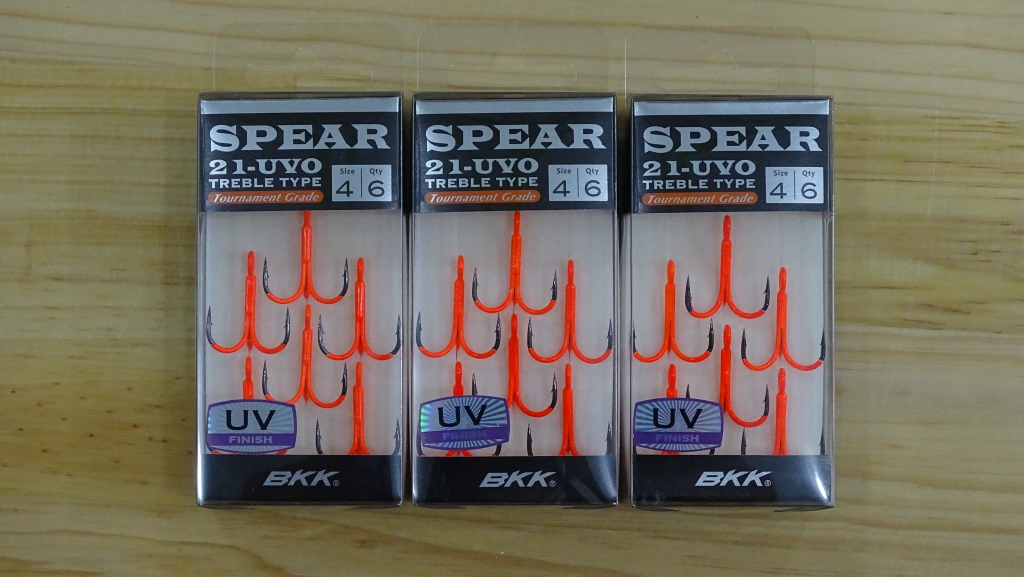 SPEAR
21-UVO
TREBLE TYPE
Tournament Grade
Size Qty
4 6
UV
FINISH
BKK®
SPEAR
21-UVO
TREBLE TYPE
Tournament Grade
Size Qty
4 6
UV
FINISH
BKK®
SPEAR
21-UVO
TREBLE TYPE
Tournament Grade
Size Qty
4 6
UV
FINISH
BKK®